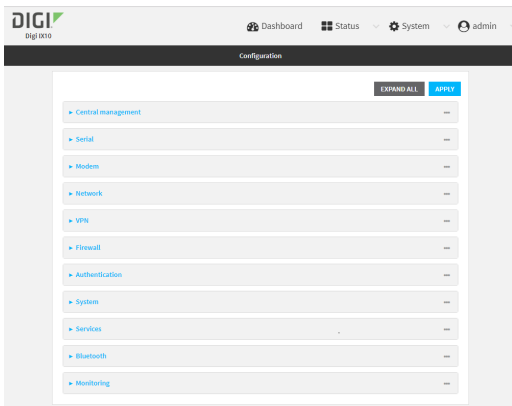 DIGI
Digi IX10
Dashboard Status System admin
Configuration
EXPAND ALL APPLY
Central management
Serial
Modem
Network
VPN
Firewall
Authentication
System
Services
Bluetooth
Monitoring